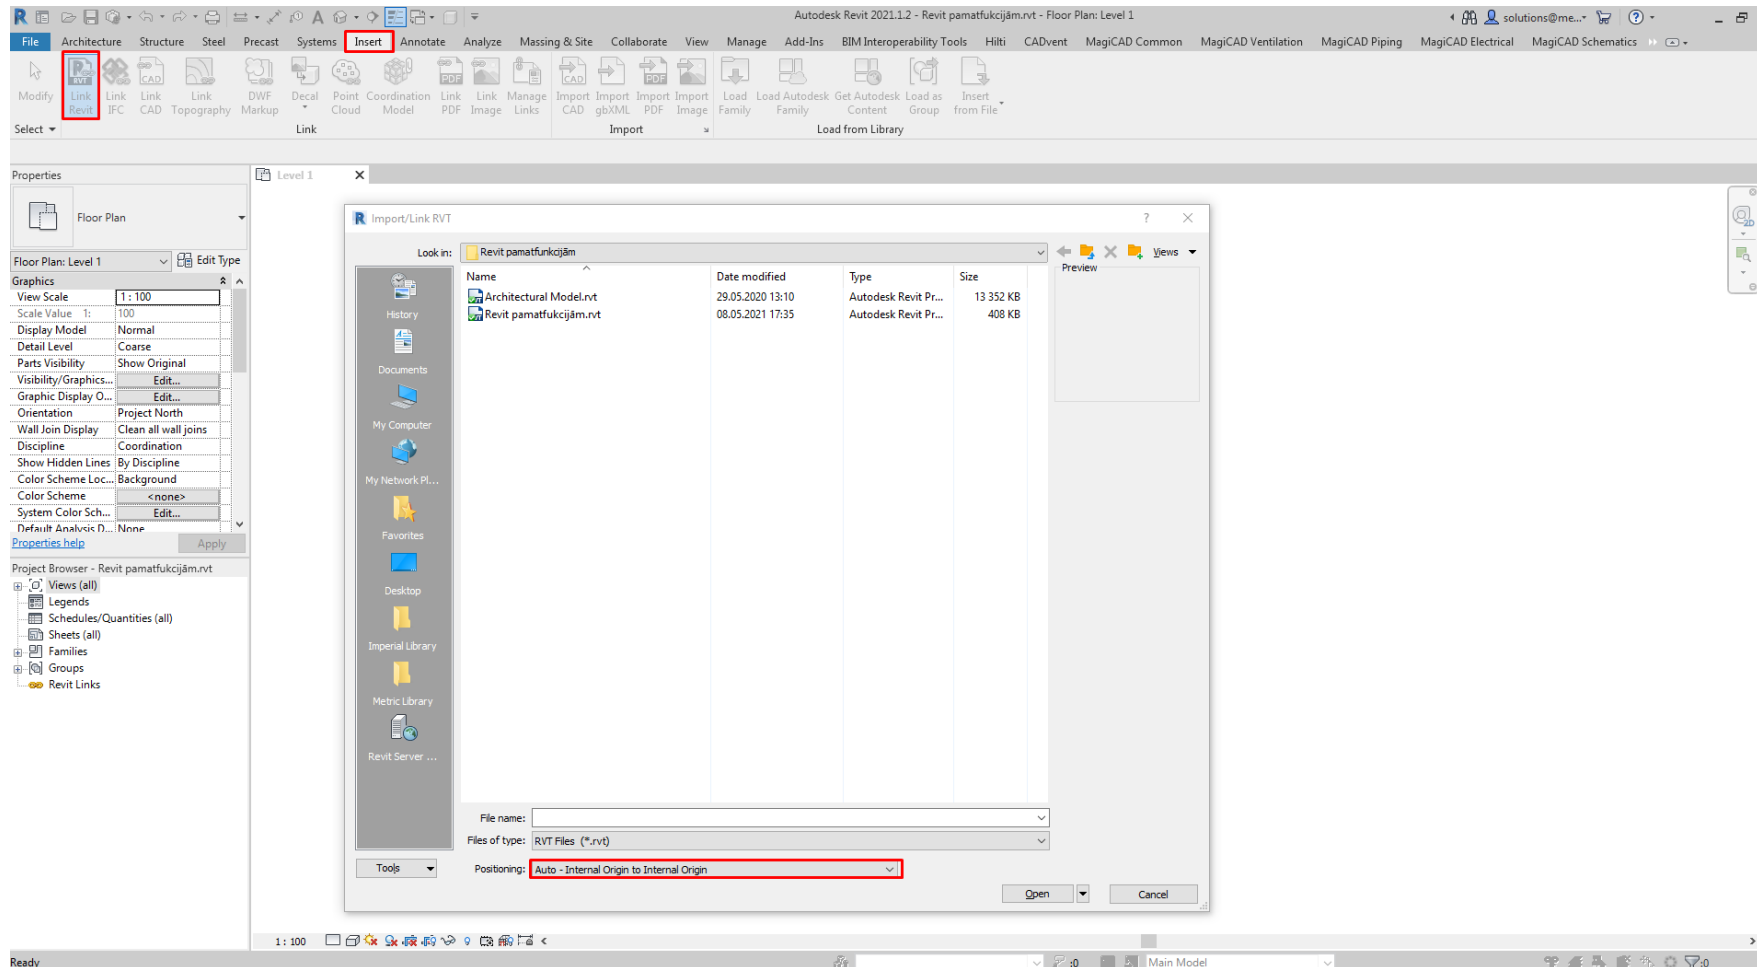 Autodesk Revit 2021.1.2 - Revit pamatfukcijām.rvt - Floor Plan: Level 1
solutions@me...
File Architecture Structure Steel Precast Systems Insert Annotate Analyze Massing & Site Collaborate View Manage Add-Ins BIM Interoperability Tools Hilti CADvent MagiCAD Common MagiCAD Ventilation MagiCAD Piping MagiCAD Electrical MagiCAD Schematics
Modify
Link Revit
Link IFC
Link CAD
Link Topography
DWF Markup
Decal
Point Cloud
Coordination Model
Link PDF
Link Image
Manage Links
Import CAD
Import gbXML
Import PDF
Import Image
Load Family
Load Autodesk Family
Get Autodesk Content
Load as Group
Insert from File
Select
Link
Import
Load from Library
Properties
Level 1
Floor Plan
Floor Plan: Level 1
Edit Type
Graphics
View Scale 1 : 100
Scale Value 1: 100
Display Model Normal
Detail Level Coarse
Parts Visibility Show Original
Visibility/Graphics... Edit...
Graphic Display O... Edit...
Orientation Project North
Wall Join Display Clean all wall joins
Discipline Coordination
Show Hidden Lines By Discipline
Color Scheme Loc... Background
Color Scheme <none>
System Color Sch... Edit...
Default Analysis D... None
Properties help
Apply
Project Browser - Revit pamatfukcijām.rvt
Views (all)
Legends
Schedules/Quantities (all)
Sheets (all)
Families
Groups
Revit Links
Import/Link RVT
Look in: Revit pamatfunkcijām
Views
Name Date modified Type Size
Architectural Model.rvt 29.05.2020 13:10 Autodesk Revit Pr... 13 352 KB
Revit pamatfukcijām.rvt 08.05.2021 17:35 Autodesk Revit Pr... 408 KB
Preview
History
Documents
My Computer
My Network Pl...
Favorites
Desktop
Imperial Library
Metric Library
Revit Server ...
File name:
Files of type: RVT Files (*.rvt)
Tools
Positioning: Auto - Internal Origin to Internal Origin
Open
Cancel
1 : 100
Ready
:0
Main Model
:0